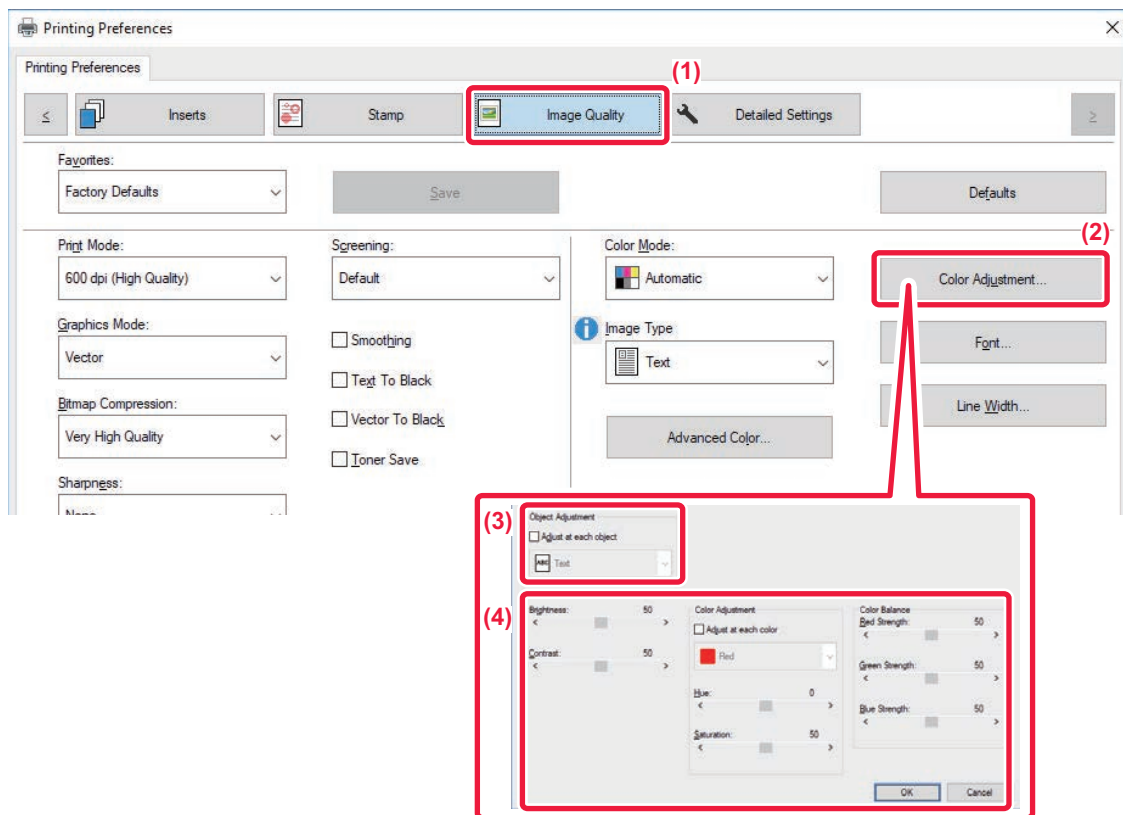 Printing Preferences
Printing Preferences
(1)
Inserts
Stamp
Image Quality
Detailed Settings
Favorites:
Factory Defaults
Save
Defaults
(2)
Print Mode:
600 dpi (High Quality)
Screening:
Default
Color Mode:
Automatic
Color Adjustment...
Graphics Mode:
Vector
Smoothing
Text To Black
Vector To Black
Toner Save
Image Type
Text
Font...
Bitmap Compression:
Very High Quality
Advanced Color...
Line Width...
Sharpness:
None
(3)
Object Adjustment
Adjust at each object
ABC Text
(4)
Brightness: 50
Contrast: 50
Color Adjustment
Adjust at each color
Red
Hue: 0
Saturation: 50
Color Balance
Red Strength: 50
Green Strength: 50
Blue Strength: 50
OK
Cancel